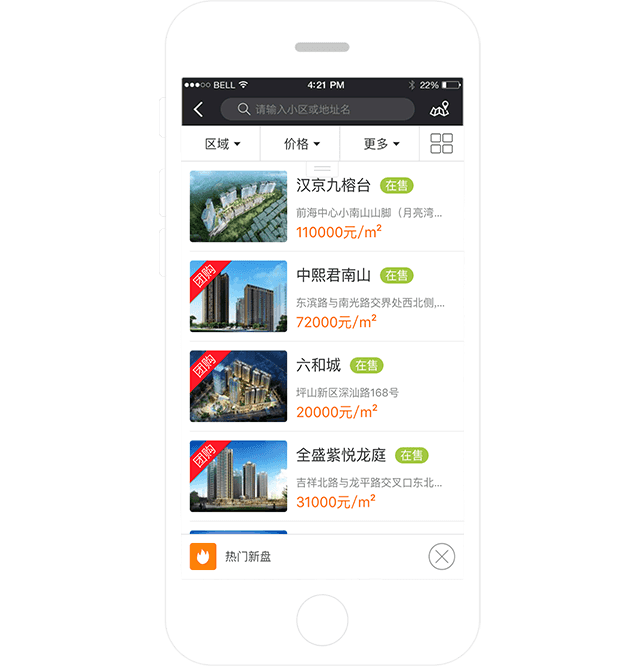 BELL 4:21 PM 22%
请输入小区或地址名
区域 价格 更多
汉京九榕台 在售
前海中心小南山山脚（月亮湾...
110000元/m²
团购
中熙君南山 在售
东滨路与南光路交界处西北侧,...
72000元/m²
团购
六和城 在售
坪山新区深汕路168号
20000元/m²
团购
全盛紫悦龙庭 在售
吉祥北路与龙平路交叉口东北...
31000元/m²
热门新盘